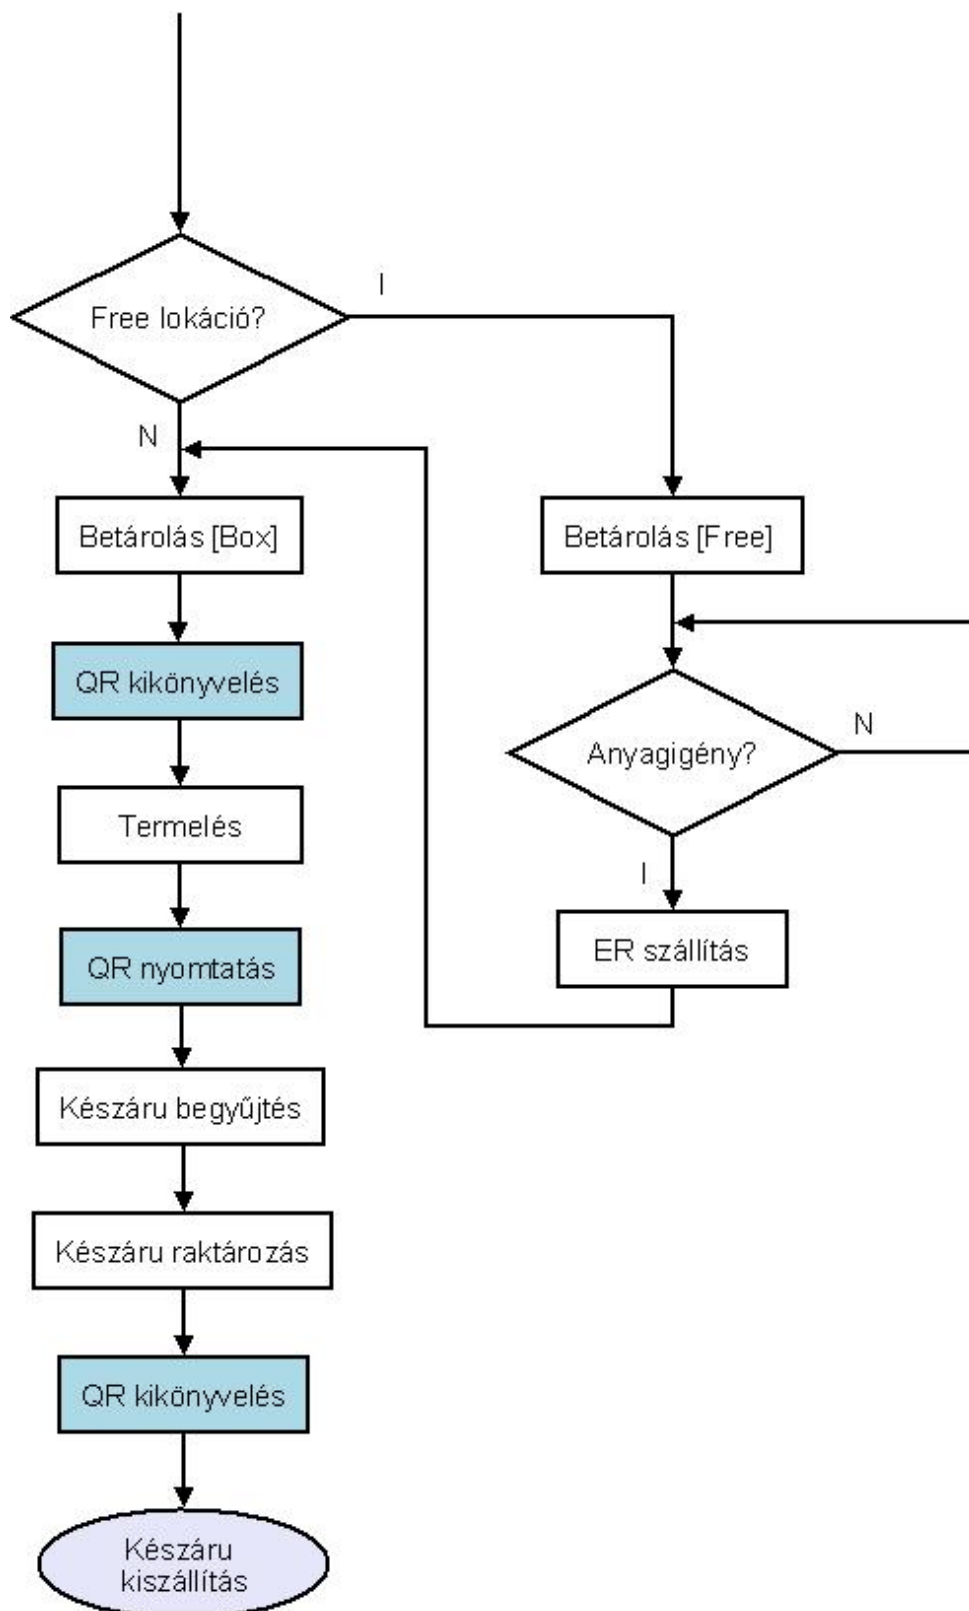 Free lokáció?
I
N
Betárolás [Box]
Betárolás [Free]
QR kikönyvelés
Anyagigény?
N
Termelés
I
ER szállítás
QR nyomtatás
Készáru begyűjtés
Készáru raktározás
QR kikönyvelés
Készáru
kiszállítás